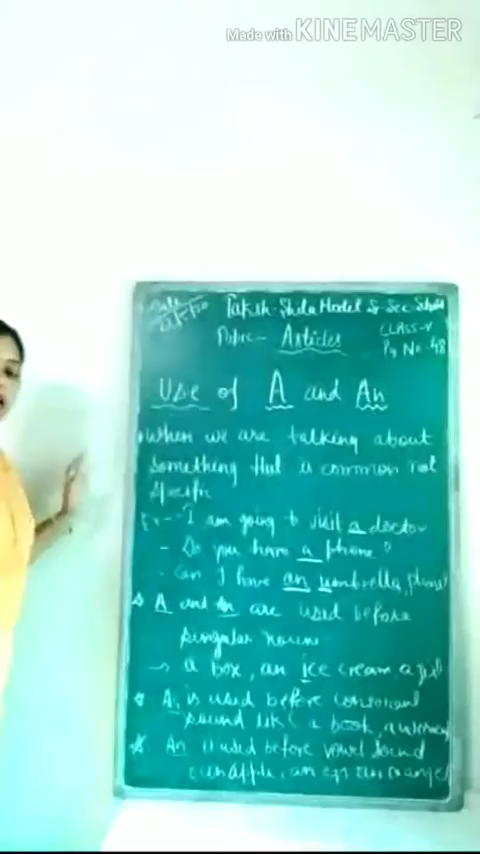 Made with KINEMASTER
Taksh-Shila Model Sr. Sec. School
CLASS-V
Topic- Articles
Pg No-48
Use of A and An
When we are talking about
something that is common not
specific
Ex-- I am going to visit a doctor
- Do you have a phone?
- Can I have an umbrella, please
A and An are used before
singular noun
→ a box, an ice cream, a girl
A, is used before consonant
sound like ( a book, a
An is used before vowel sound
an apple, an egg, an orange